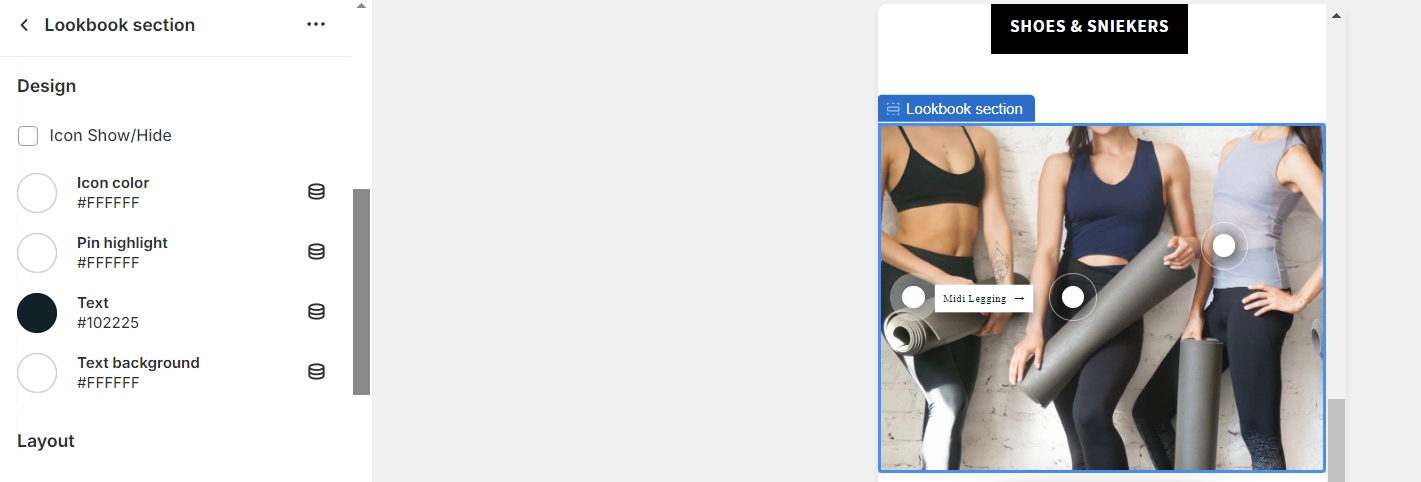 Lookbook section
Design
Icon Show/Hide
Icon color
#FFFFFF
Pin highlight
#FFFFFF
Text
#102225
Text background
#FFFFFF
Layout
SHOES & SNIEKERS
Lookbook section
Midi Legging →